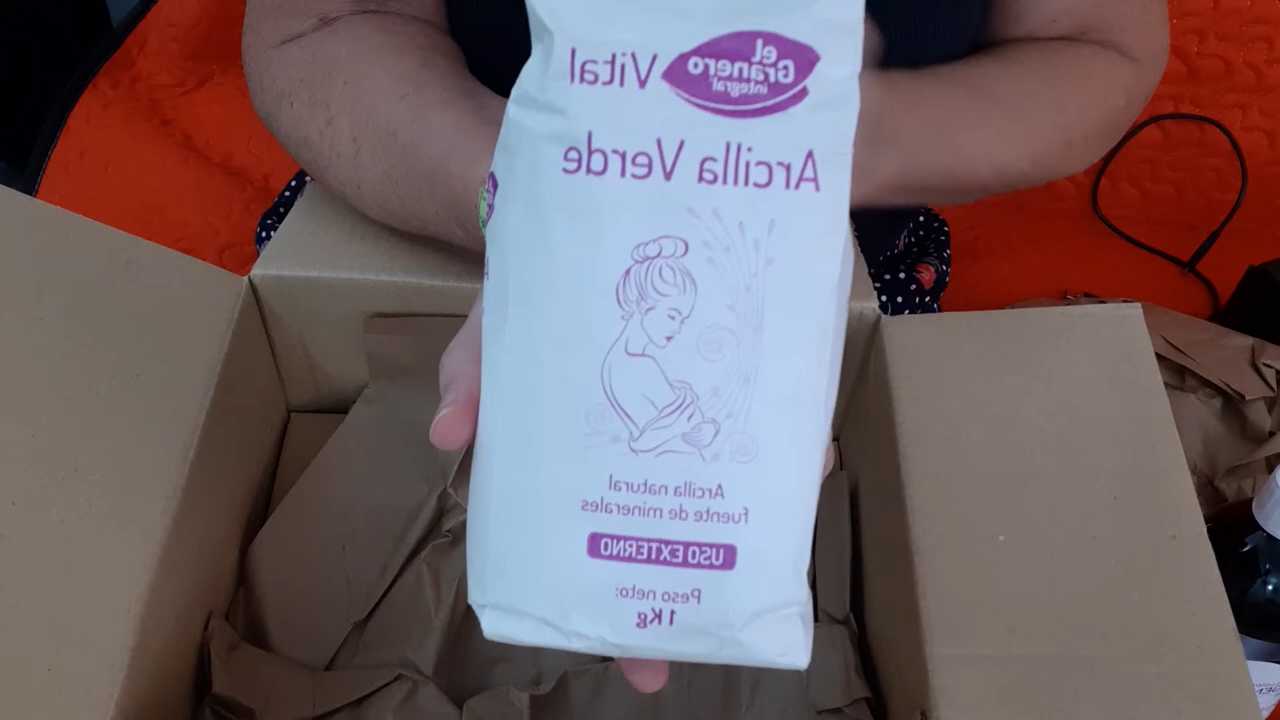 el
Granero
integral
Vital
Arcilla Verde
Arcilla natural
fuente de minerales
USO EXTERNO
Peso neto:
1 Kg